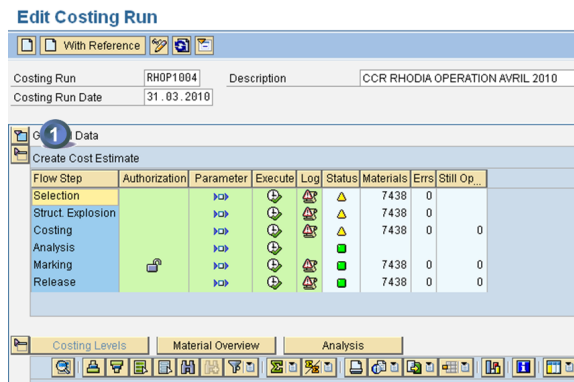 Edit Costing Run
With Reference
Costing Run RHOP1004 Description CCR RHODIA OPERATION AVRIL 2010
Costing Run Date 31.03.2010
1 Data
Create Cost Estimate
Flow Step Authorization Parameter Execute Log Status Materials Errs Still Op...
Selection 7438 0
Struct. Explosion 7438 0
Costing 7438 0 0
Analysis
Marking 7438 0 0
Release 7438 0 0
Costing Levels Material Overview Analysis